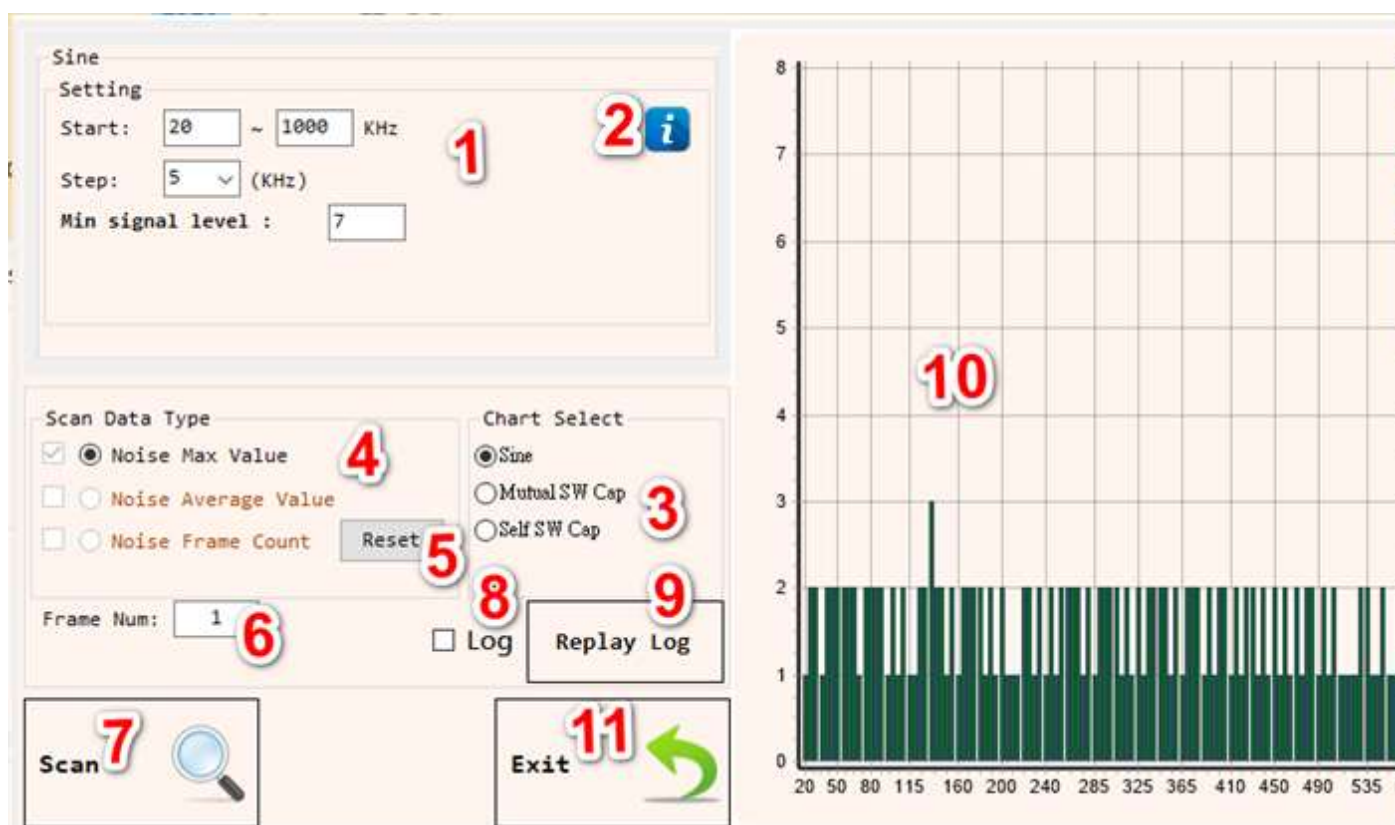 Sine
Setting
Start: 20 ~ 1000 KHz
1
2
i
Step: 5 (KHz)
Min signal level : 7
Scan Data Type
Noise Max Value
4
Noise Average Value
Noise Frame Count
Reset
5
Chart Select
Sine
Mutual SW Cap
3
Self SW Cap
Frame Num: 1
6
8
Log
9
Replay Log
7
Scan
11
Exit
8
7
6
5
10
4
3
2
1
0
20 50 80 115 160 200 240 285 325 365 410 450 490 535